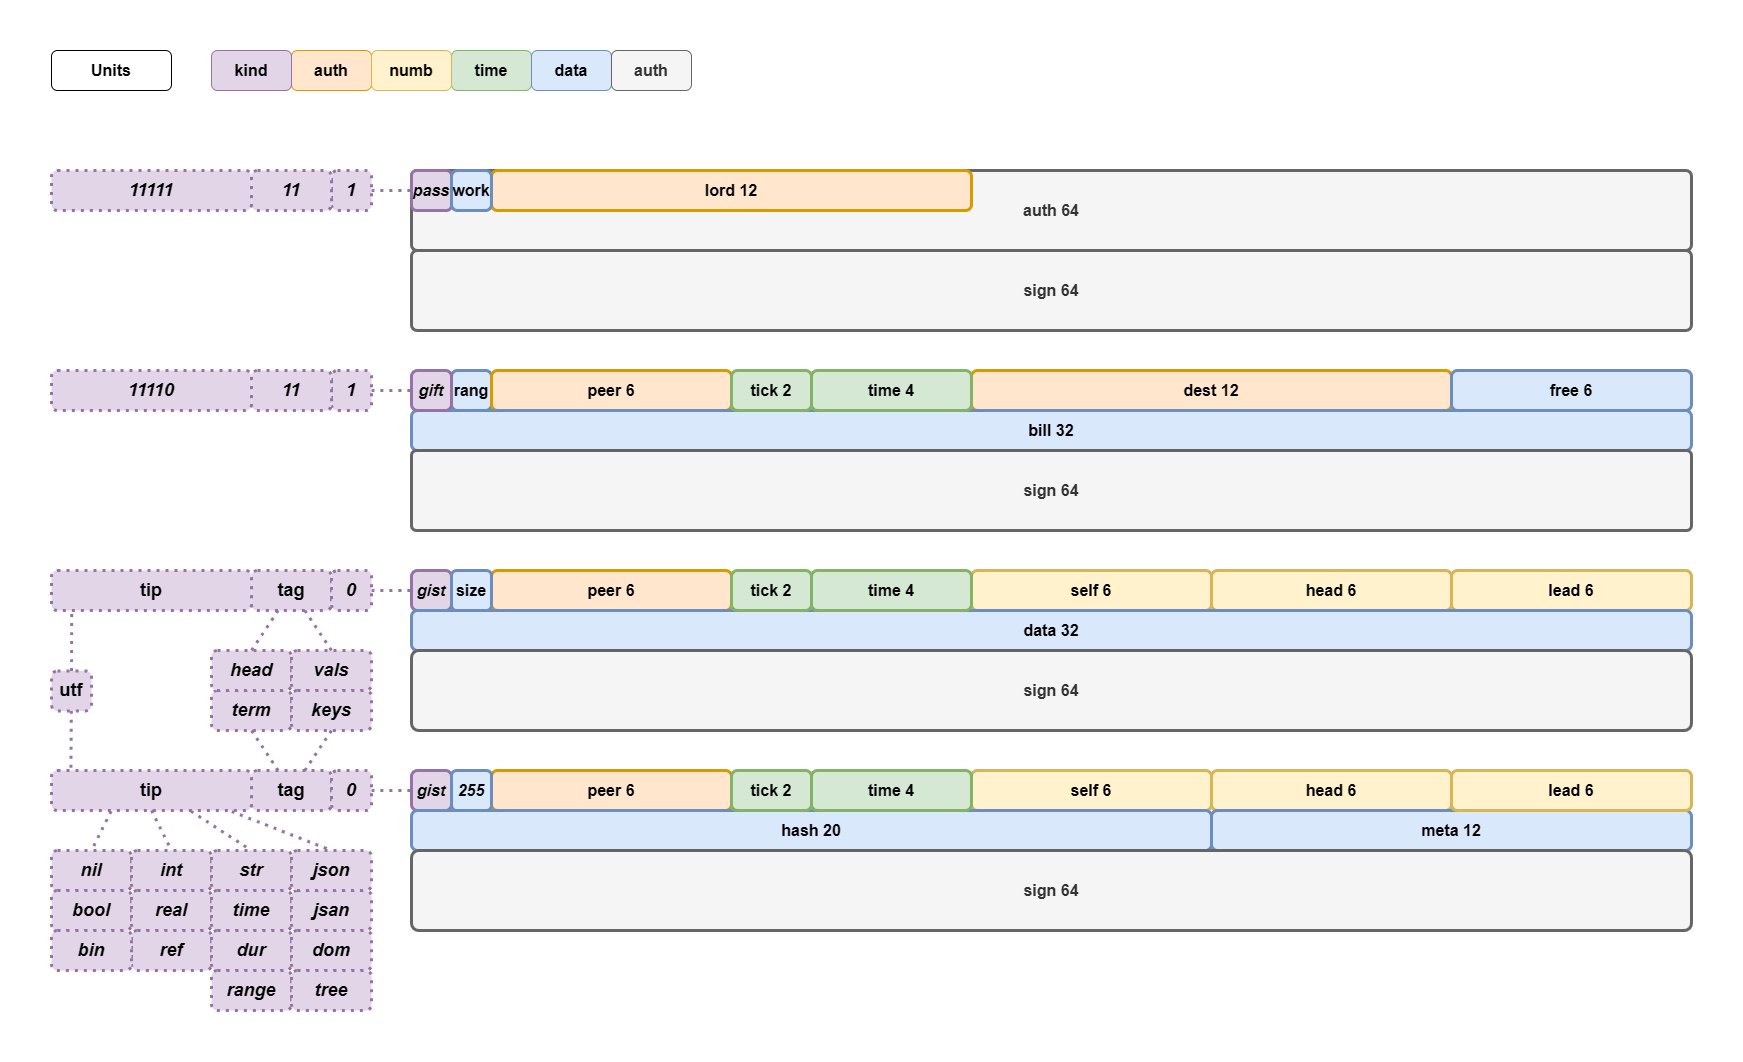 Units kind auth numb time data auth
11111 11 1 pass work lord 12
auth 64
sign 64
11110 11 1 gift rang peer 6 tick 2 time 4 dest 12 free 6
bill 32
sign 64
tip tag 0 gist size peer 6 tick 2 time 4 self 6 head 6 lead 6
data 32
head vals
utf
sign 64
term keys
tip tag 0 gist 255 peer 6 tick 2 time 4 self 6 head 6 lead 6
hash 20 meta 12
nil int str json
sign 64
bool real time jsan
bin ref dur dom
range tree